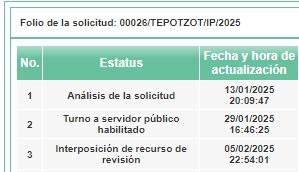 Folio de la solicitud: 00026/TEPOTZOT/IP/2025
No. Estatus Fecha y hora de
actualización
1 Análisis de la solicitud 13/01/2025
20:09:47
2 Turno a servidor público
habilitado 29/01/2025
16:46:25
3 Interposición de recurso de
revisión 05/02/2025
22:54:01